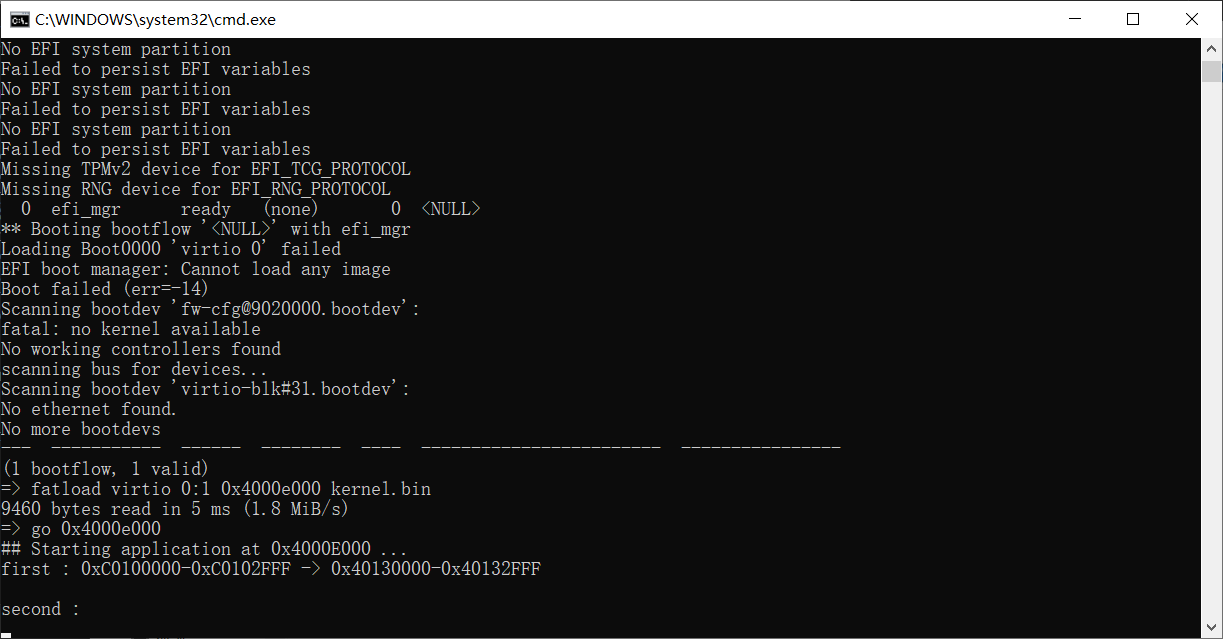 C:\WINDOWS\system32\cmd.exe
No EFI system partition
Failed to persist EFI variables
No EFI system partition
Failed to persist EFI variables
No EFI system partition
Failed to persist EFI variables
Missing TPMv2 device for EFI_TCG_PROTOCOL
Missing RNG device for EFI_RNG_PROTOCOL
  0  efi_mgr      ready   (none)       0  <NULL>
** Booting bootflow '<NULL>' with efi_mgr
Loading Boot0000 'virtio 0' failed
EFI boot manager: Cannot load any image
Boot failed (err=-14)
Scanning bootdev 'fw-cfg@9020000.bootdev':
fatal: no kernel available
No working controllers found
scanning bus for devices...
Scanning bootdev 'virtio-blk#31.bootdev':
No ethernet found.
No more bootdevs
---  -----------  ------  --------  ----  ------------------------  ----------------
(1 bootflow, 1 valid)
=> fatload virtio 0:1 0x4000e000 kernel.bin
9460 bytes read in 5 ms (1.8 MiB/s)
=> go 0x4000e000
## Starting application at 0x4000E000 ...
first : 0xC0100000-0xC0102FFF -> 0x40130000-0x40132FFF
second :